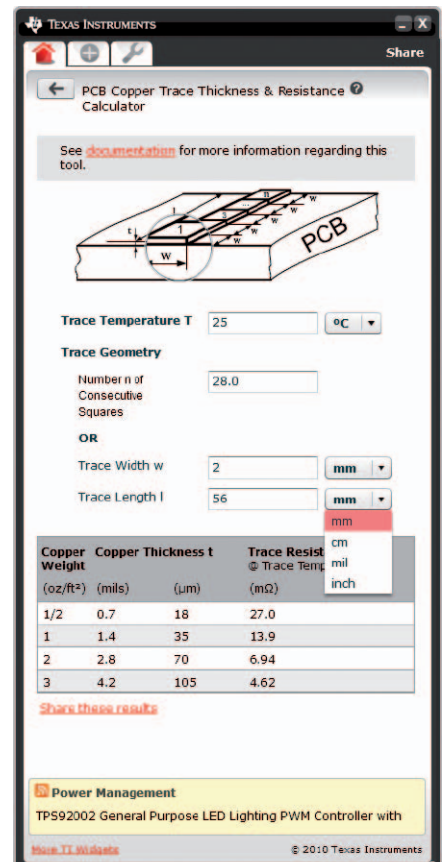 TEXAS INSTRUMENTS
Share
PCB Copper Trace Thickness & Resistance ?
Calculator
See documentation for more information regarding this
tool.
t
l
1
w
w
w
w
w
n
PCB
Trace Temperature T 25 ºC
Trace Geometry
Number n of
Consecutive
Squares
28.0
OR
Trace Width w 2 mm
Trace Length l 56 mm
mm
cm
mil
inch
Copper Copper Thickness t Trace Resist
Weight @ Trace Temp
(oz/ft²) (mils) (µm) (mΩ)
1/2 0.7 18 27.0
1 1.4 35 13.9
2 2.8 70 6.94
3 4.2 105 4.62
Share these results
Power Management
TPS92002 General Purpose LED Lighting PWM Controller with
More TI Widgets © 2010 Texas Instruments